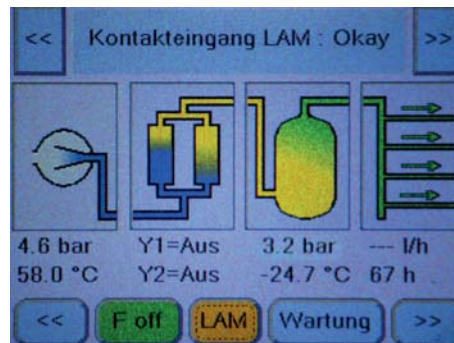 << Kontakteingang LAM : Okay >>
4.6 bar Y1=Aus 3.2 bar --- l/h
58.0 °C Y2=Aus -24.7 °C 67 h
<< F off LAM Wartung >>